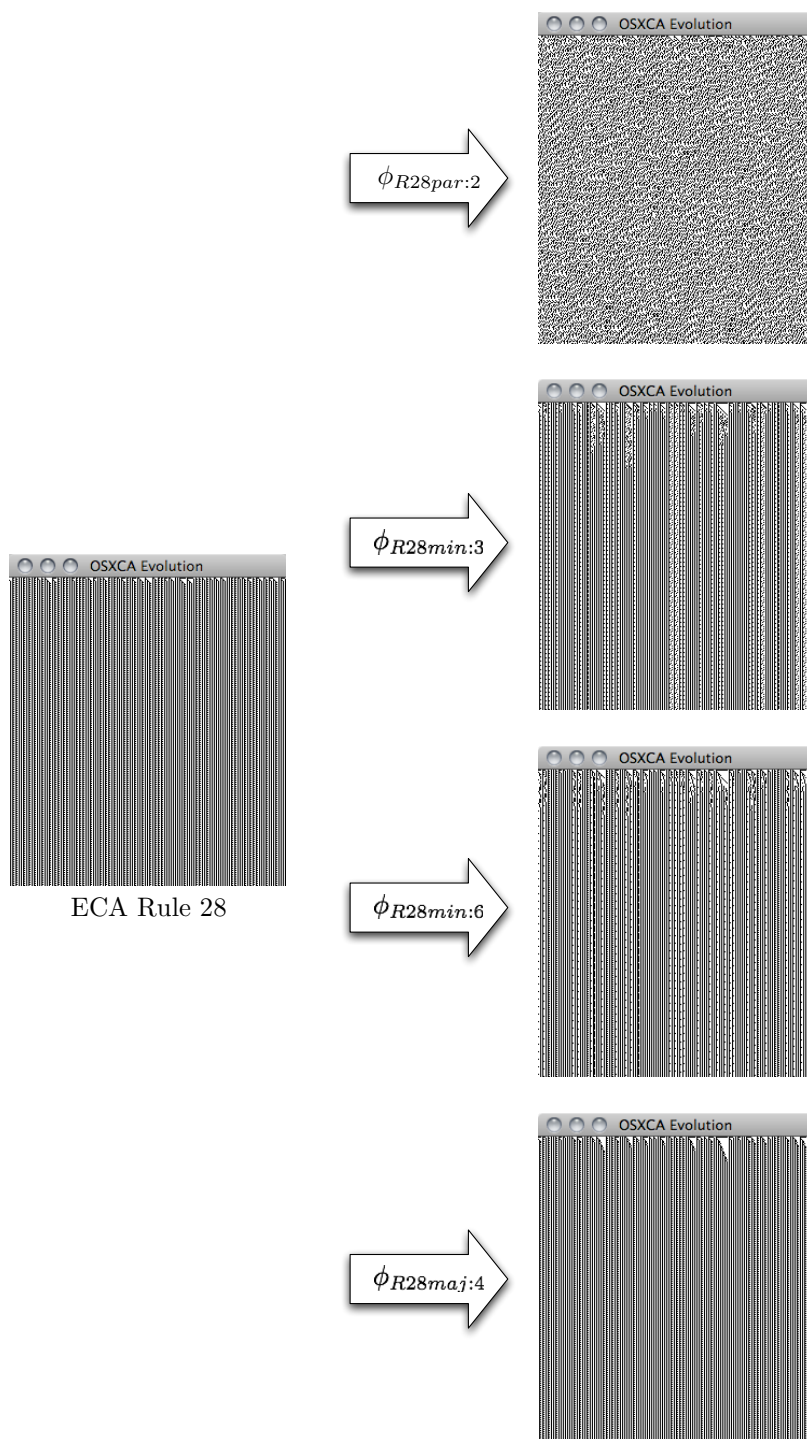 OSXCA Evolution
ϕR28par:2
OSXCA Evolution
ϕR28min:3
OSXCA Evolution
ECA Rule 28
OSXCA Evolution
ϕR28min:6
OSXCA Evolution
ϕR28maj:4